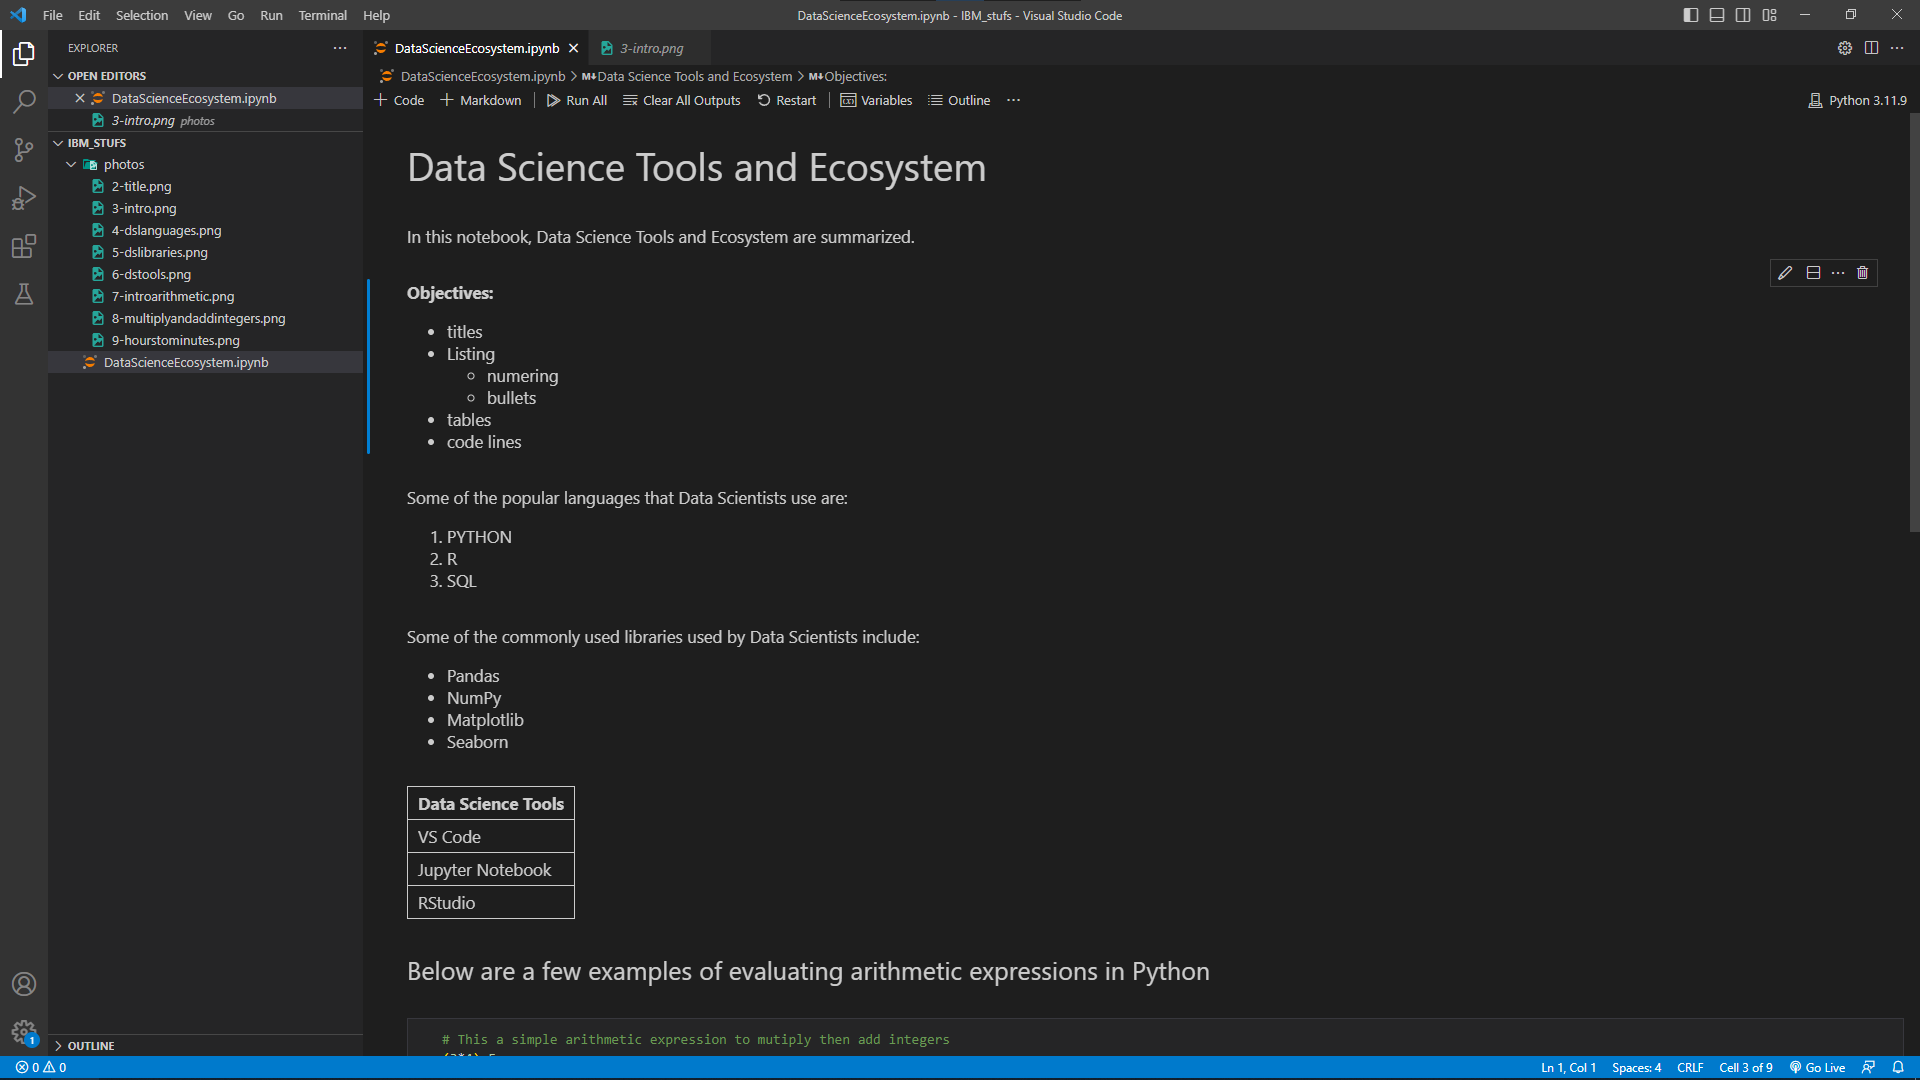 File Edit Selection View Go Run Terminal Help
DataScienceEcosystem.ipynb - IBM_stufs - Visual Studio Code
EXPLORER
OPEN EDITORS
DataScienceEcosystem.ipynb
3-intro.png photos
IBM_STUFS
photos
2-title.png
3-intro.png
4-dslanguages.png
5-dslibraries.png
6-dstools.png
7-introarithmetic.png
8-multiplyandaddintegers.png
9-hourstominutes.png
DataScienceEcosystem.ipynb
OUTLINE
DataScienceEcosystem.ipynb 3-intro.png
DataScienceEcosystem.ipynb > M↓Data Science Tools and Ecosystem > M↓Objectives:
+ Code + Markdown Run All Clear All Outputs Restart Variables Outline ... Python 3.11.9
Data Science Tools and Ecosystem
In this notebook, Data Science Tools and Ecosystem are summarized.
Objectives:
titles
Listing
numering
bullets
tables
code lines
Some of the popular languages that Data Scientists use are:
1. PYTHON
2. R
3. SQL
Some of the commonly used libraries used by Data Scientists include:
Pandas
NumPy
Matplotlib
Seaborn
Data Science Tools
VS Code
Jupyter Notebook
RStudio
Below are a few examples of evaluating arithmetic expressions in Python
# This a simple arithmetic expression to mutiply then add integers
1
0 0 Ln 1, Col 1 Spaces: 4 CRLF Cell 3 of 9 Go Live